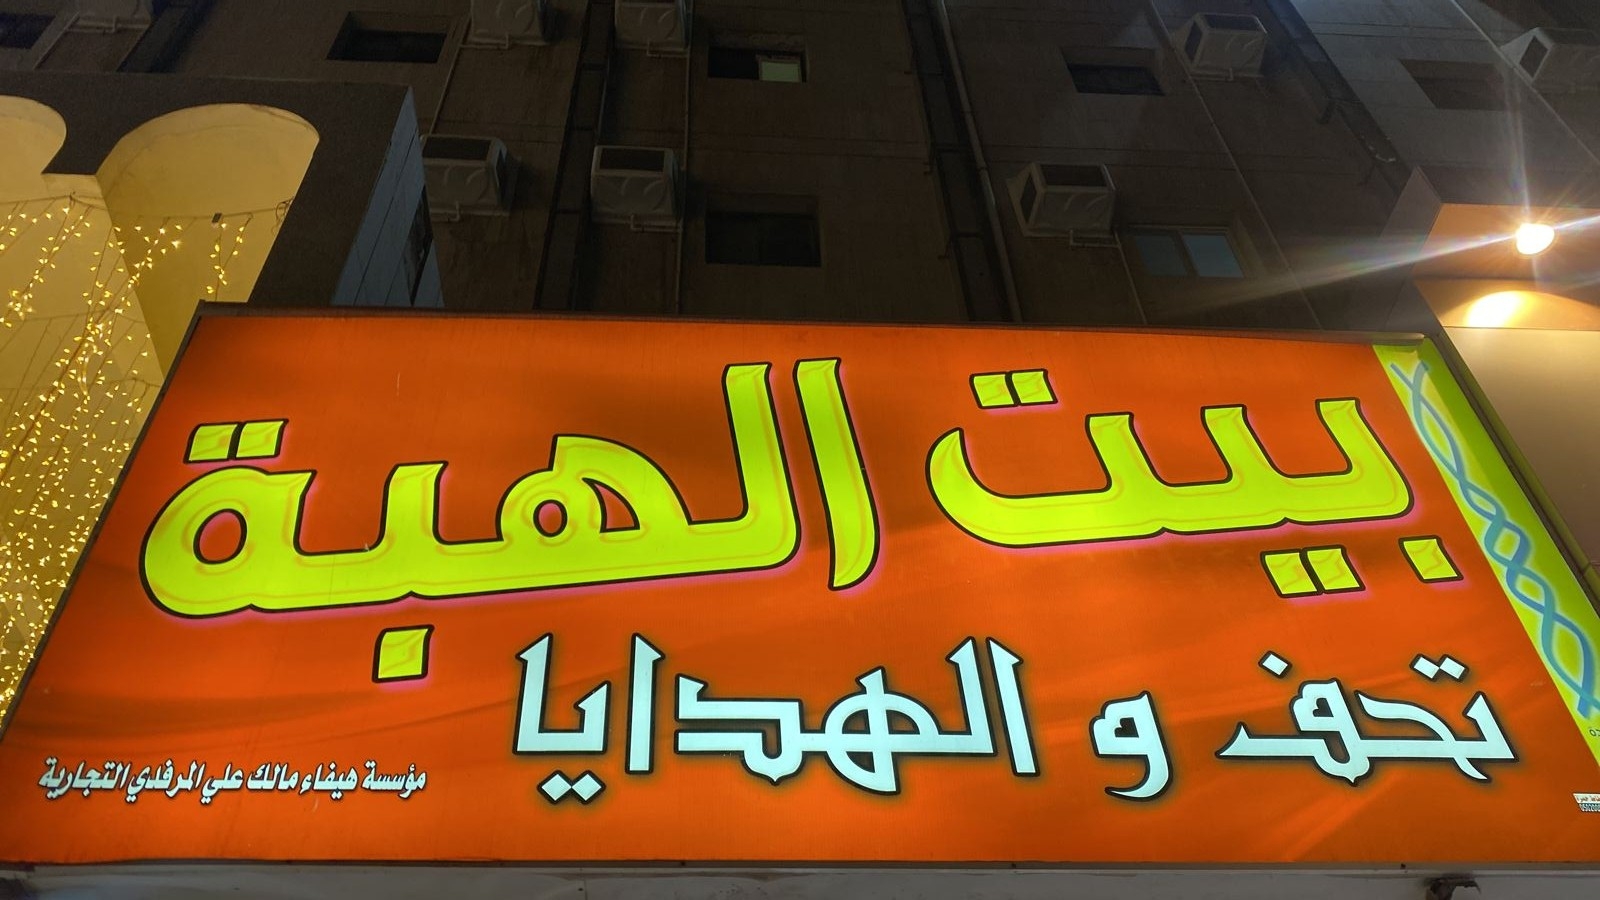 بيت الهبة
تحف و الهدايا
مؤسسة هيفاء مالك علي المرفدي التجارية